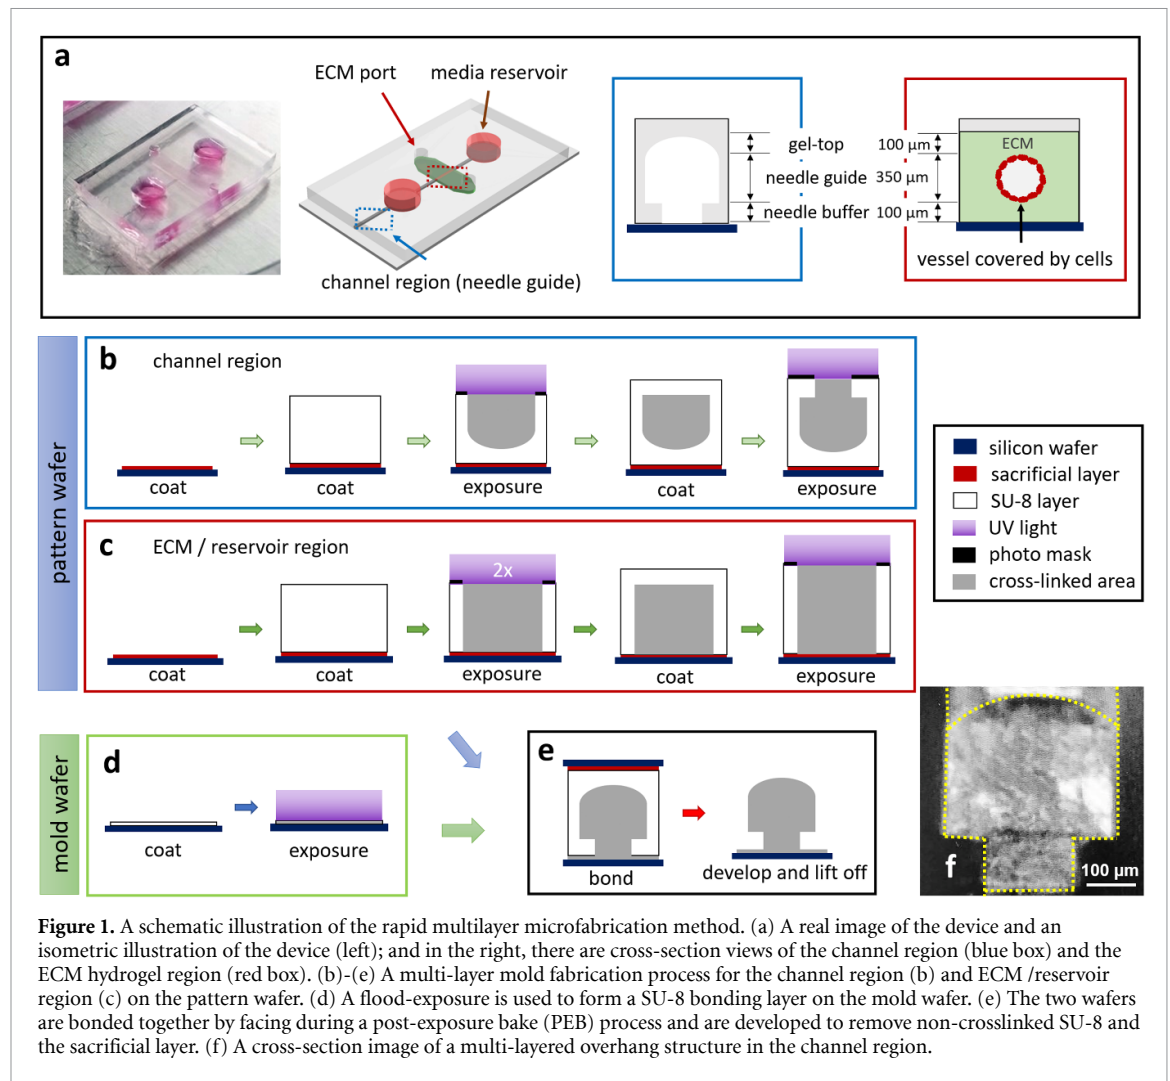 a
ECM port
media reservoir
channel region (needle guide)
gel-top
needle guide
needle buffer
100 µm
350 µm
100 µm
ECM
vessel covered by cells
pattern wafer
b
channel region
coat
coat
exposure
coat
exposure
c
ECM / reservoir region
2x
coat
coat
exposure
coat
exposure
silicon wafer
sacrificial layer
SU-8 layer
UV light
photo mask
cross-linked area
mold wafer
d
coat
exposure
e
bond
develop and lift off
f
100 µm
Figure 1. A schematic illustration of the rapid multilayer microfabrication method. (a) A real image of the device and an
isometric illustration of the device (left); and in the right, there are cross-section views of the channel region (blue box) and the
ECM hydrogel region (red box). (b)-(e) A multi-layer mold fabrication process for the channel region (b) and ECM /reservoir
region (c) on the pattern wafer. (d) A flood-exposure is used to form a SU-8 bonding layer on the mold wafer. (e) The two wafers
are bonded together by facing during a post-exposure bake (PEB) process and are developed to remove non-crosslinked SU-8 and
the sacrificial layer. (f) A cross-section image of a multi-layered overhang structure in the channel region.